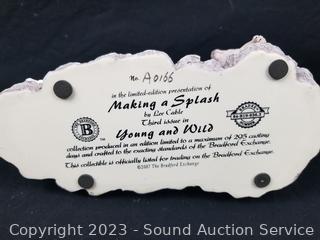 No. A0166
in the limited-edition presentation of
Making a Splash
by Lee Cable
Third issue in
Young and Wild
B
collection produced in an edition limited to a maximum of 295 casting
days and crafted to the exacting standards of the Bradford Exchange.
This collectible is officially listed for trading on the Bradford Exchange.
©2007 The Bradford Exchange
Copyright 2023 - Sound Auction Service